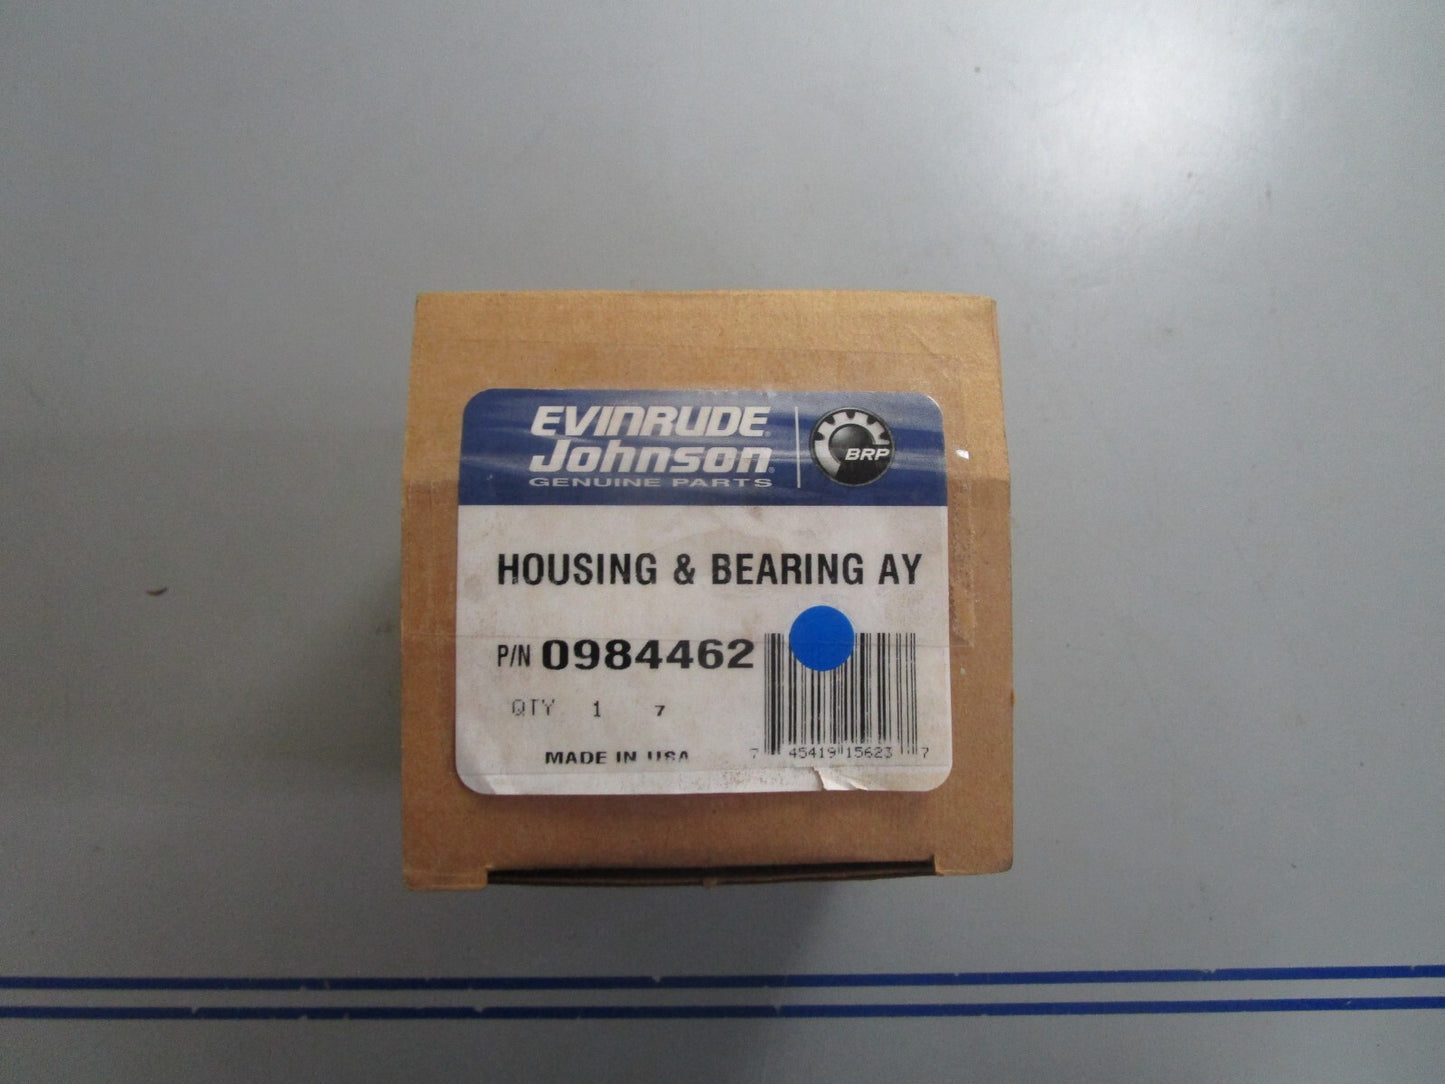 EVINRUDE®
Johnson®
GENUINE PARTS
BRP
HOUSING & BEARING AY
P/N 0984462
QTY 1 7
MADE IN USA
7 45419 15623 7